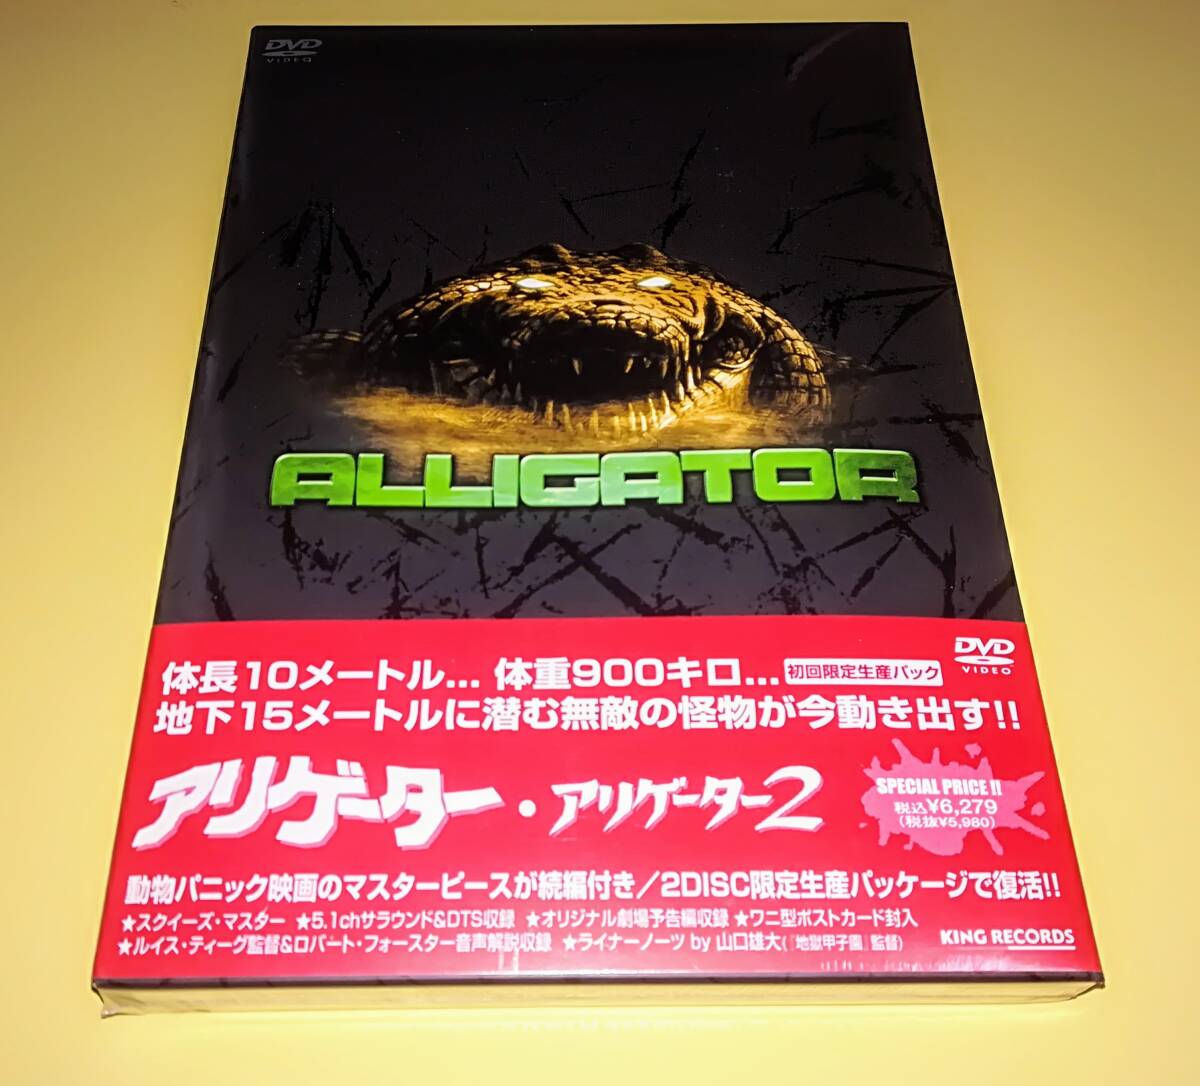 DVD
VIDEO
ALLIGATOR
DVD
VIDEO
体長10メートル… 体重900キロ… 初回限定生産パック
地下15メートルに潜む無敵の怪物が今動き出す!!
アリゲーター・アリゲーター2
SPECIAL PRICE!!
税込¥6,279
(税抜¥5,980)
動物パニック映画のマスターピースが続編付き/2DISC限定生産パッケージで復活!!
★スクイーズ・マスター ★5.1chサラウンド&DTS収録 ★オリジナル劇場予告編収録 ★ワニ型ポストカード封入
★ルイス・ティーグ監督&ロバート・フォースター音声解説収録 ★ライナーノーツ by 山口雄大(『地獄甲子園』監督)
KING RECORDS